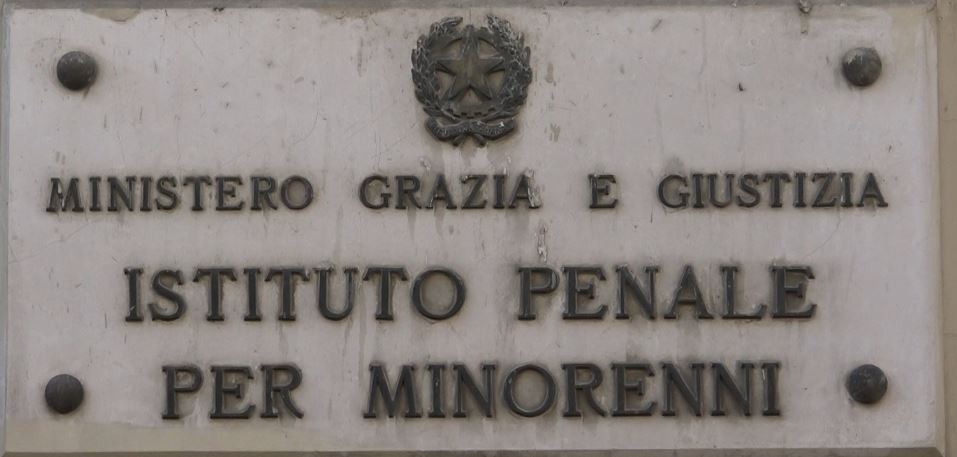 MINISTERO GRAZIA E GIUSTIZIA
ISTITUTO PENALE
PER MINORENNI